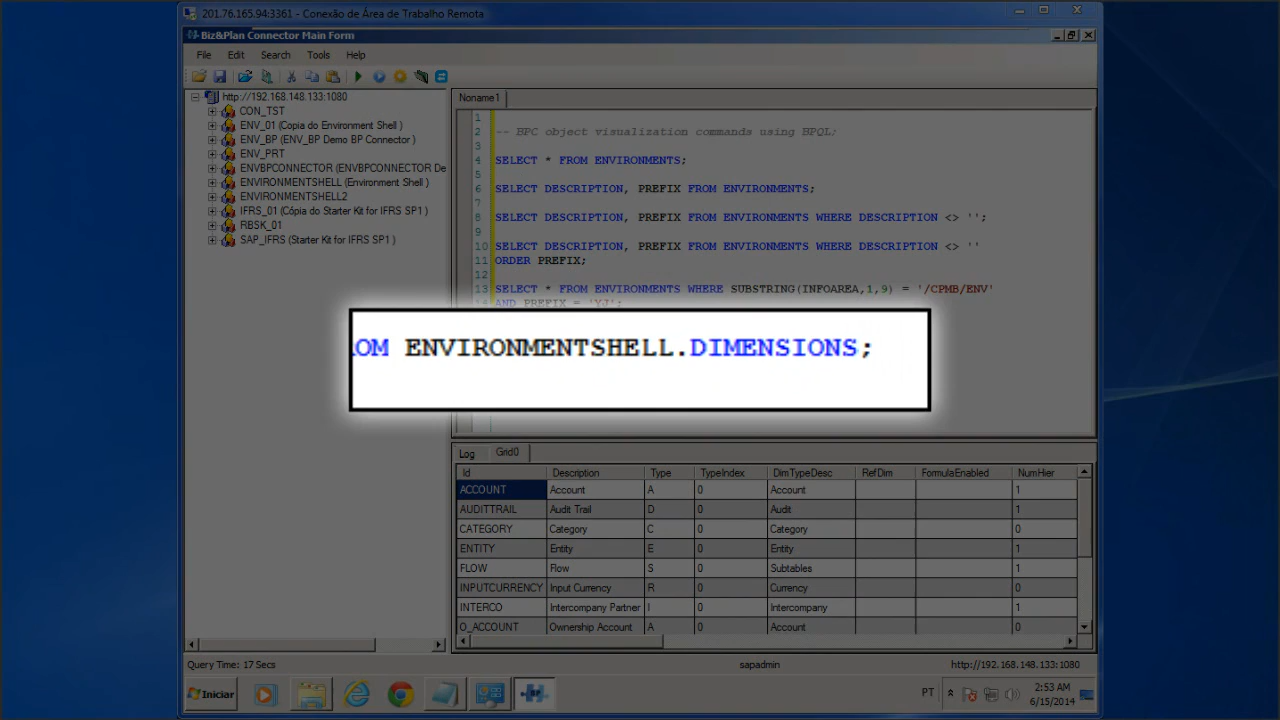 201.76.165.94:3361 - Conexão de Área de Trabalho Remota
Biz&Plan Connector Main Form
File Edit Search Tools Help
http://192.168.148.133:1080
CON_TST
ENV_01 (Copia do Environment Shell )
ENV_BP (ENV_BP Demo BP Connector )
ENV_PRT
ENVBPCONNECTOR (ENVBPCONNECTOR De
ENVIRONMENTSHELL (Environment Shell )
ENVIRONMENTSHELL2
IFRS_01 (Cópia do Starter Kit for IFRS SP1 )
RBSK_01
SAP_IFRS (Starter Kit for IFRS SP1 )
Noname1
1
2 -- BPC object visualization commands using BPQL;
3
4 SELECT * FROM ENVIRONMENTS;
5
6 SELECT DESCRIPTION, PREFIX FROM ENVIRONMENTS;
7
8 SELECT DESCRIPTION, PREFIX FROM ENVIRONMENTS WHERE DESCRIPTION <> '';
9
10 SELECT DESCRIPTION, PREFIX FROM ENVIRONMENTS WHERE DESCRIPTION <> ''
11 ORDER PREFIX;
12
13 SELECT * FROM ENVIRONMENTS WHERE SUBSTRING(INFOAREA,1,9) = '/CPMB/ENV'
14 AND PREFIX = 'YJ';
OM ENVIRONMENTSHELL.DIMENSIONS;
Log Grid0
Id Description Type TypeIndex DimTypeDesc RefDim FormulaEnabled NumHier
ACCOUNT Account A 0 Account 1
AUDITTRAIL Audit Trail D 0 Audit 1
CATEGORY Category C 0 Category 0
ENTITY Entity E 0 Entity 1
FLOW Flow S 0 Subtables 1
INPUTCURRENCY Input Currency R 0 Currency 0
INTERCO Intercompany Partner I 0 Intercompany 1
O_ACCOUNT Ownership Account A 0 Account 0
Query Time: 17 Secs sapadmin http://192.168.148.133:1080
Iniciar PT 2:53 AM
6/15/2014